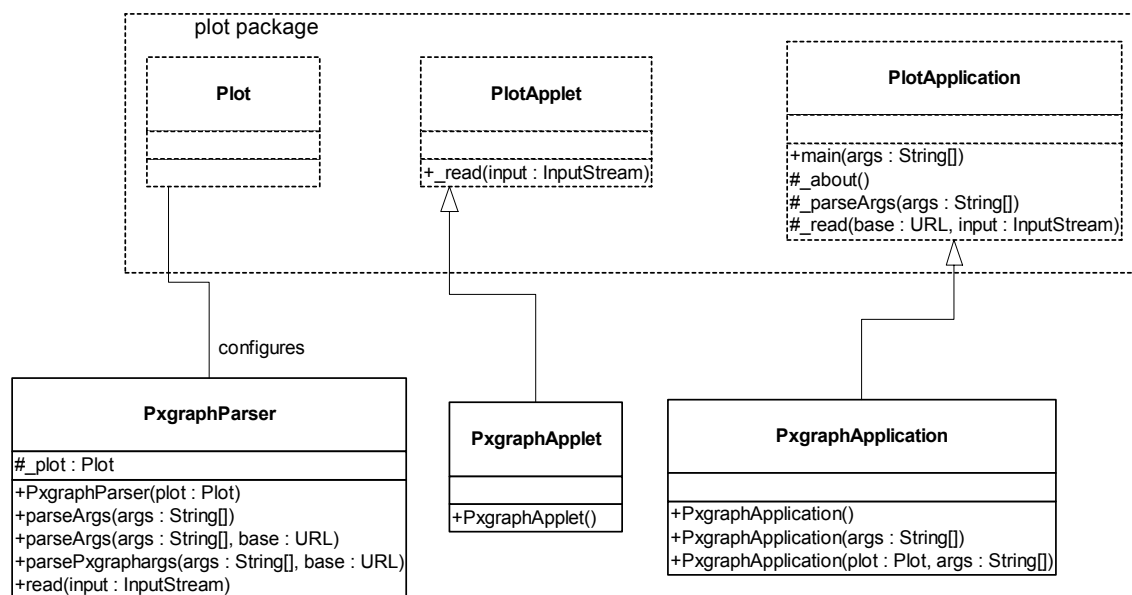 plot package
Plot
PlotApplet
+_read(input : InputStream)
PlotApplication
+main(args : String[])
#_about()
#_parseArgs(args : String[])
#_read(base : URL, input : InputStream)
configures
PxgraphParser
#_plot : Plot
+PxgraphParser(plot : Plot)
+parseArgs(args : String[])
+parseArgs(args : String[], base : URL)
+parsePxgraphargs(args : String[], base : URL)
+read(input : InputStream)
PxgraphApplet
+PxgraphApplet()
PxgraphApplication
+PxgraphApplication()
+PxgraphApplication(args : String[])
+PxgraphApplication(plot : Plot, args : String[])